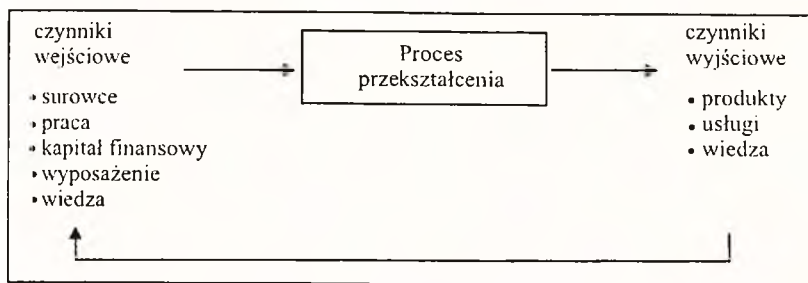 czynniki
wejściowe
• surowce
• praca
• kapitał finansowy
• wyposażenie
• wiedza
Proces
przekształcenia
czynniki
wyjściowe
• produkty
• usługi
• wiedza